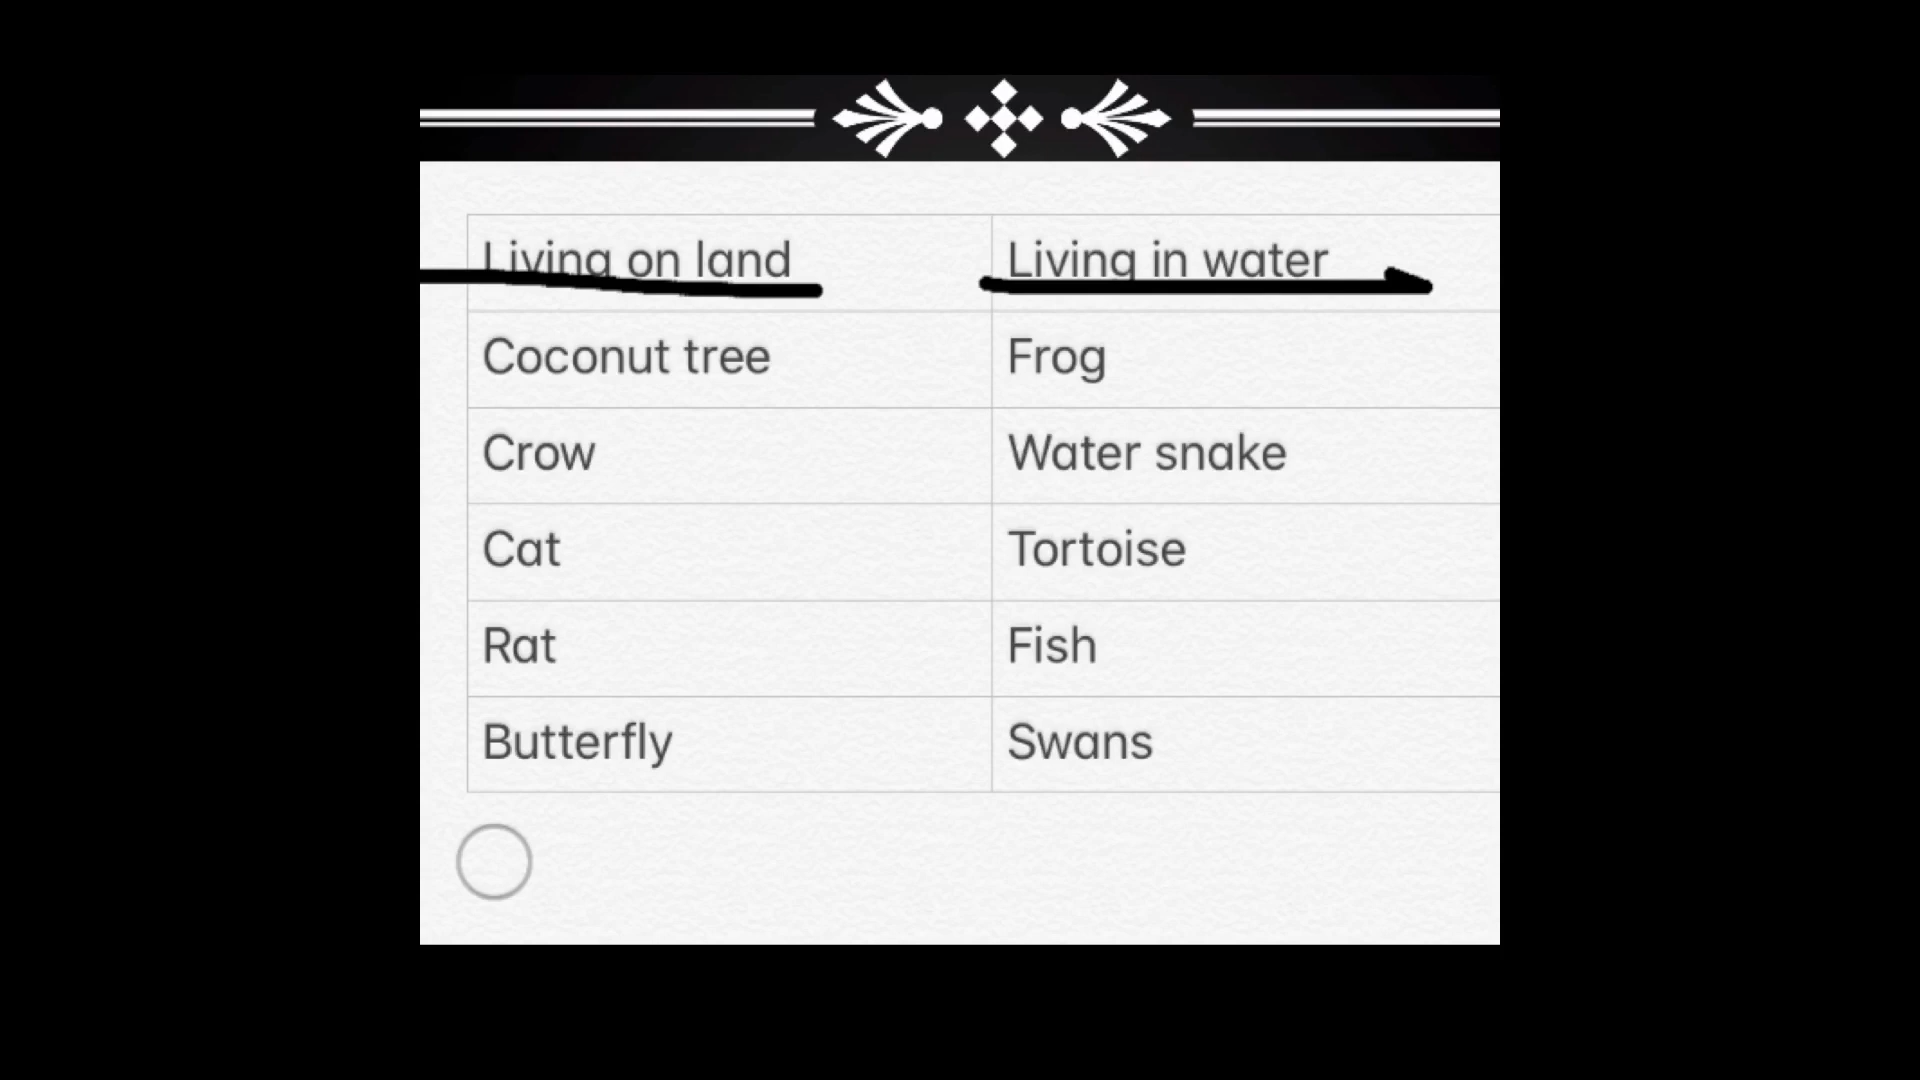 Living on land Living in water
Coconut tree Frog
Crow Water snake
Cat Tortoise
Rat Fish
Butterfly Swans